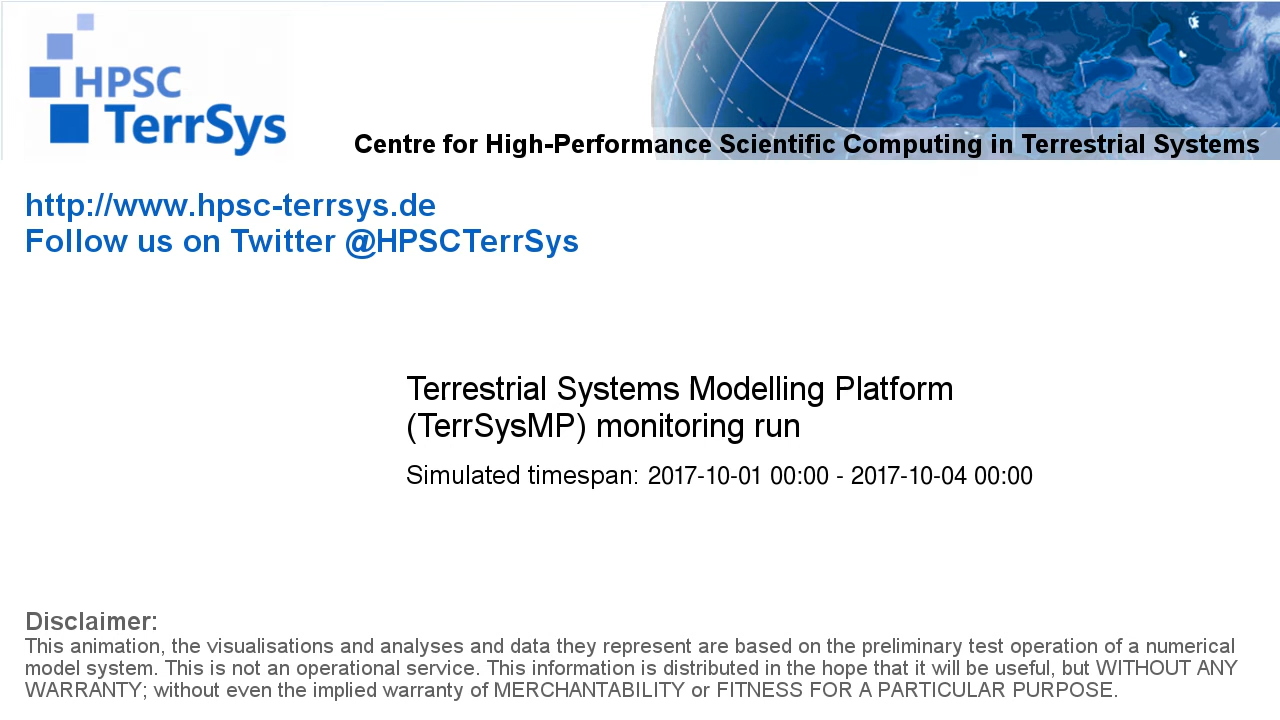 HPSC
TerrSys
Centre for High-Performance Scientific Computing in Terrestrial Systems
http://www.hpsc-terrsys.de
Follow us on Twitter @HPSCTerrSys
Terrestrial Systems Modelling Platform
(TerrSysMP) monitoring run
Simulated timespan: 2017-10-01 00:00 - 2017-10-04 00:00
Disclaimer:
This animation, the visualisations and analyses and data they represent are based on the preliminary test operation of a numerical
model system. This is not an operational service. This information is distributed in the hope that it will be useful, but WITHOUT ANY
WARRANTY; without even the implied warranty of MERCHANTABILITY or FITNESS FOR A PARTICULAR PURPOSE.